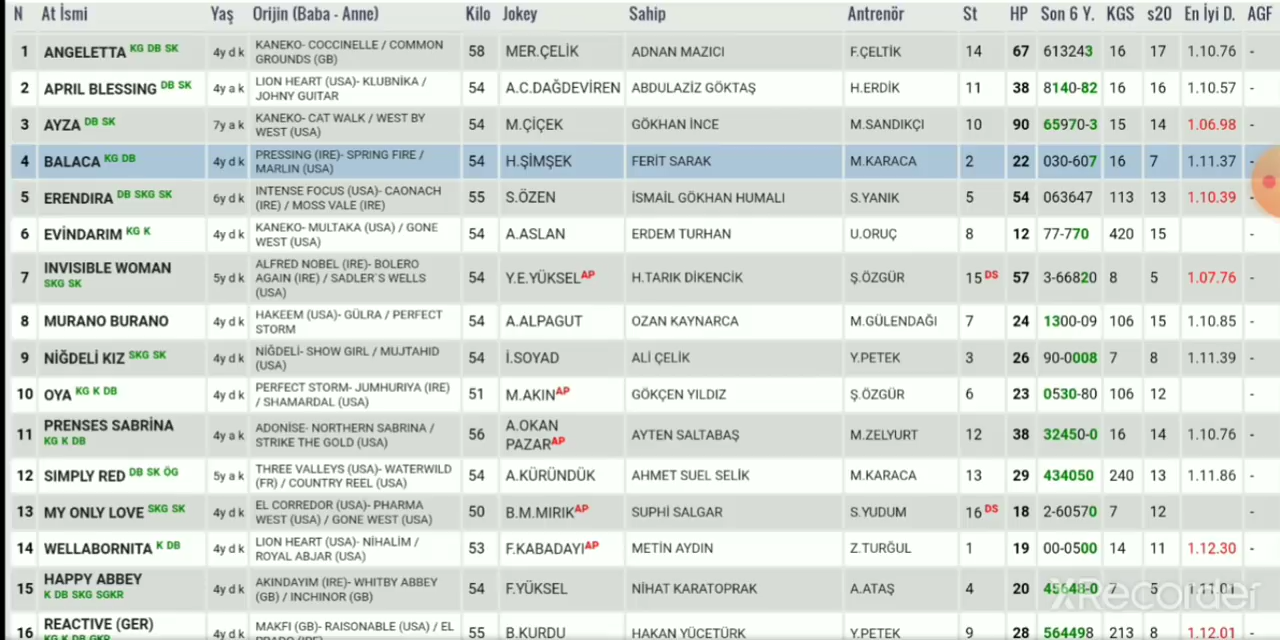 N At İsmi Yaş Orijin (Baba - Anne) Kilo Jokey Sahip Antrenör St HP Son 6 Y. KGS s20 En İyi D. AGF
1 ANGELETTA KG DB SK 4y d k KANEKO- COCCINELLE / COMMON GROUNDS (GB) 58 MER.ÇELİK ADNAN MAZICI F.ÇELTİK 14 67 613243 16 17 1.10.76 -
2 APRIL BLESSING DB SK 4y a k LION HEART (USA)- KLUBNİKA / JOHNY GUITAR 54 A.C.DAĞDEVİREN ABDULAZİZ GÖKTAŞ H.ERDİK 11 38 8140-82 16 16 1.10.57 -
3 AYZA DB SK 7y a k KANEKO- CAT WALK / WEST BY WEST (USA) 54 M.ÇİÇEK GÖKHAN İNCE M.SANDIKÇI 10 90 65970-3 15 14 1.06.98 -
4 BALACA KG DB 4y d k PRESSING (IRE)- SPRING FIRE / MARLIN (USA) 54 H.ŞİMŞEK FERİT SARAK M.KARACA 2 22 030-607 16 7 1.11.37 -
5 ERENDIRA DB SKG SK 6y d k INTENSE FOCUS (USA)- CAONACH (IRE) / MOSS VALE (IRE) 55 S.ÖZEN İSMAİL GÖKHAN HUMALI S.YANIK 5 54 063647 113 13 1.10.39 -
6 EVİNDARIM KG K 4y d k KANEKO- MULTAKA (USA) / GONE WEST (USA) 54 A.ASLAN ERDEM TURHAN U.ORUÇ 8 12 77-770 420 15 -
7 INVISIBLE WOMAN SKG SK 5y d k ALFRED NOBEL (IRE)- BOLERO AGAIN (IRE) / SADLER`S WELLS (USA) 54 Y.E.YÜKSEL AP H.TARIK DİKENCİK Ş.ÖZGÜR 15 DS 57 3-66820 8 5 1.07.76 -
8 MURANO BURANO 4y d k HAKEEM (USA)- GÜLRA / PERFECT STORM 54 A.ALPAGUT OZAN KAYNARCA M.GÜLENDAĞI 7 24 1300-09 106 15 1.10.85 -
9 NİĞDELİ KIZ SKG SK 4y d k NİĞDELİ- SHOW GIRL / MUJTAHID (USA) 54 İ.SOYAD ALİ ÇELİK Y.PETEK 3 26 90-0008 7 8 1.11.39 -
10 OYA KG K DB 4y d k PERFECT STORM- JUMHURIYA (IRE) / SHAMARDAL (USA) 51 M.AKIN AP GÖKÇEN YILDIZ Ş.ÖZGÜR 6 23 0530-80 106 12 -
11 PRENSES SABRİNA KG K DB 4y a k ADONİSE- NORTHERN SABRINA / STRIKE THE GOLD (USA) 56 A.OKAN PAZAR AP AYTEN SALTABAŞ M.ZELYURT 12 38 32450-0 16 14 1.10.76 -
12 SIMPLY RED DB SK ÖG 5y a k THREE VALLEYS (USA)- WATERWILD (FR) / COUNTRY REEL (USA) 54 A.KÜRÜNDÜK AHMET SUEL SELİK M.KARACA 13 29 434050 240 13 1.11.86 -
13 MY ONLY LOVE SKG SK 4y d k EL CORREDOR (USA)- PHARMA WEST (USA) / GONE WEST (USA) 50 B.M.MIRIK AP SUPHİ SALGAR S.YUDUM 16 DS 18 2-60570 7 12 -
14 WELLABORNITA K DB 4y d k LION HEART (USA)- NİHALİM / ROYAL ABJAR (USA) 53 F.KABADAYI AP METİN AYDIN Z.TURĞUL 1 19 00-0500 14 11 1.12.30 -
15 HAPPY ABBEY K DB SKG SGKR 4y d k AKINDAYIM (IRE)- WHITBY ABBEY (GB) / INCHINOR (GB) 54 F.YÜKSEL NİHAT KARATOPRAK A.ATAŞ 4 20 45648-0 7 5 1.11.01
XRecorder
16 REACTIVE (GER) KG K DB GKR 4y d k MAKFI (GB)- RAISONABLE (USA) / EL PRADO (IRE) 55 B.KURDU HAKAN YÜCETÜRK Y.PETEK 9 28 564498 213 8 1.12.01 -